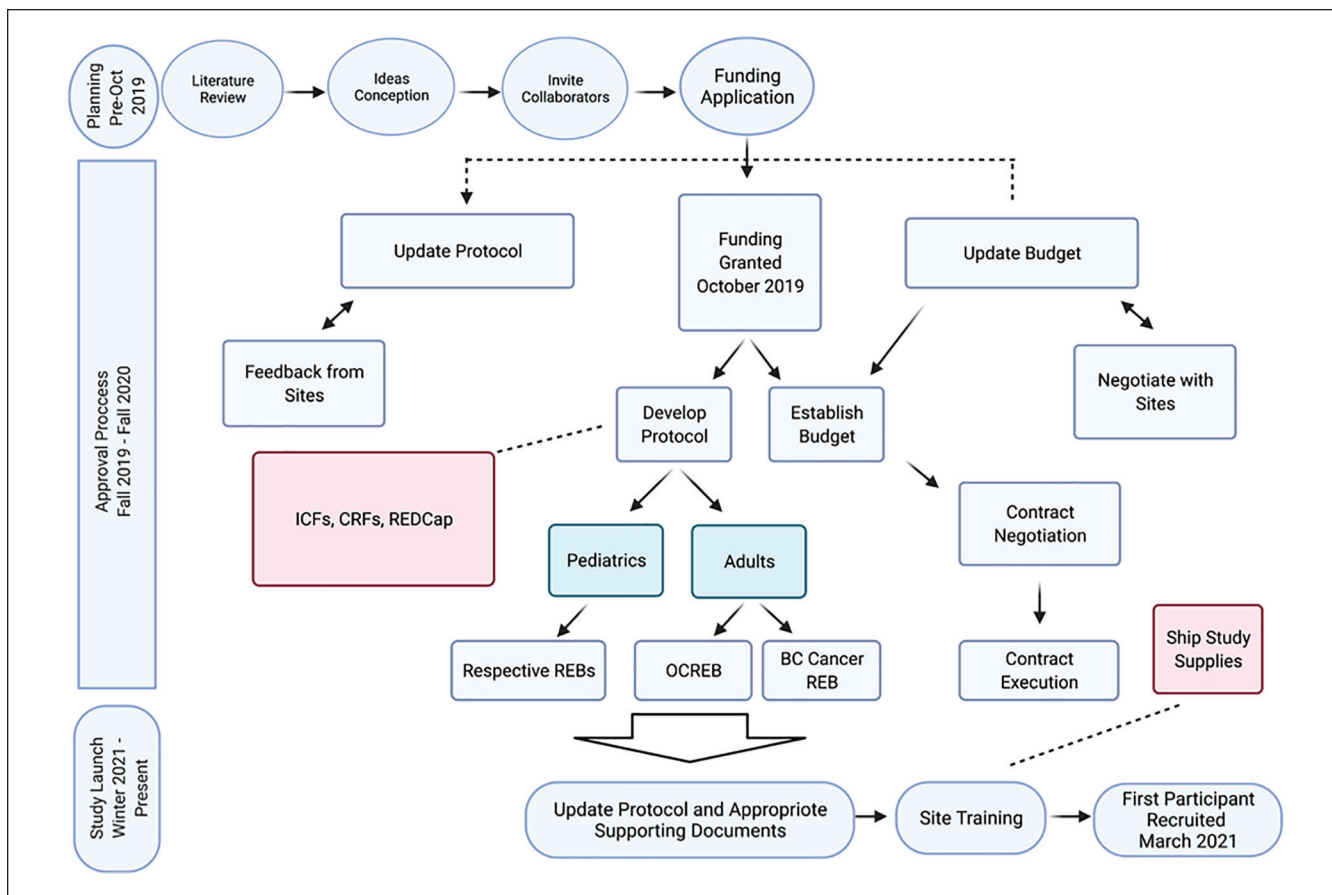 Planning
Pre-Oct
2019
Literature
Review
Ideas
Conception
Invite
Collaborators
Funding
Application
Approval Proccess
Fall 2019 - Fall 2020
Update Protocol
Funding
Granted
October 2019
Update Budget
Feedback from
Sites
Develop
Protocol
Establish
Budget
Negotiate with
Sites
ICFs, CRFs, REDCap
Pediatrics
Adults
Contract
Negotiation
Respective REBs
OCREB
BC Cancer
REB
Contract
Execution
Ship Study
Supplies
Study Launch
Winter 2021 -
Present
Update Protocol and Appropriote
Supporting Documents
Site Training
First Participant
Recruited
March 2021